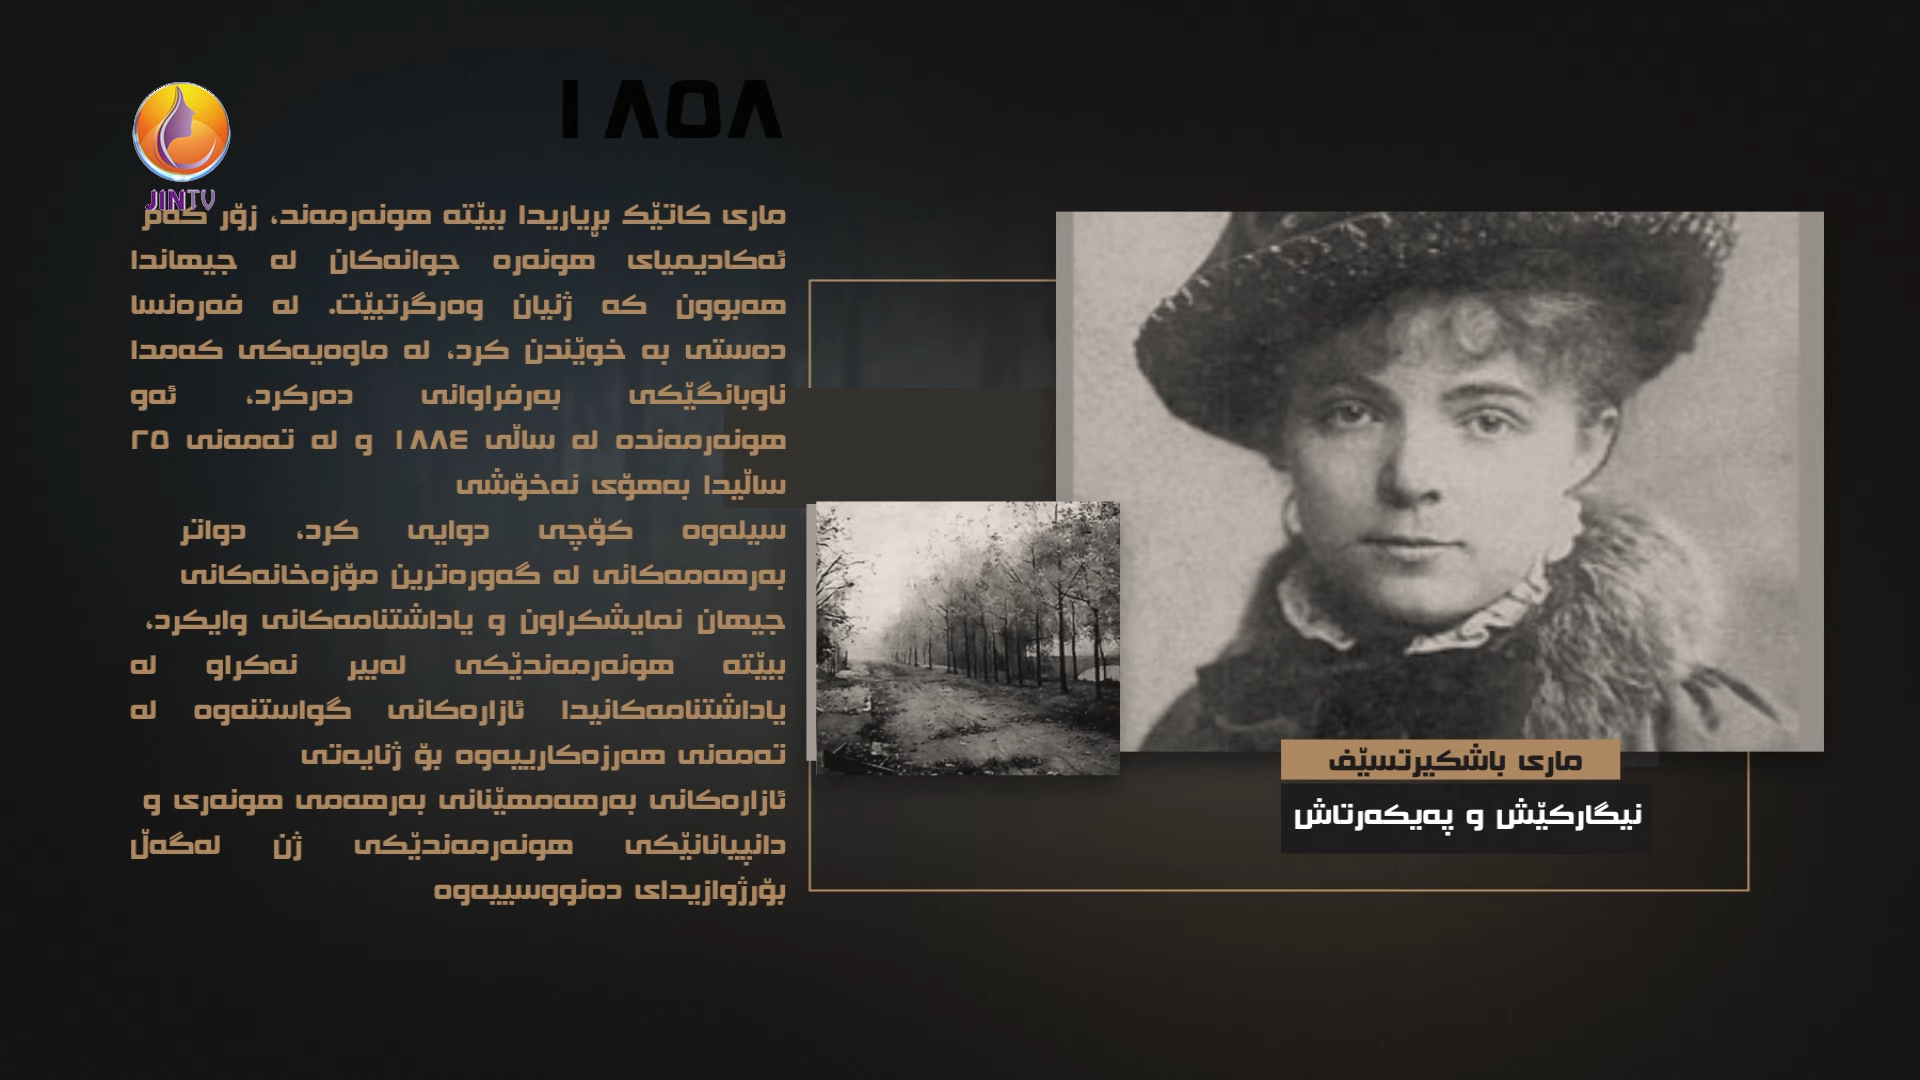 ١٨٥٨
JINTV
ماری کاتێک بڕیاریدا ببێتە هونەرمەند، زۆر کەم
ئەکادیمیای هونەرە جوانەکان لە جیهاندا
هەبوون کە ژنیان وەرگرتبێت. لە فەرەنسا
دەستی بە خوێندن کرد، لە ماوەیەکی کەمدا
ناوبانگێکی بەرفراوانی دەرکرد، ئەو
هونەرمەندە لە ساڵی ١٨٨٤ و لە تەمەنی ٢٥
ساڵیدا بەهۆی نەخۆشی
سیلەوە کۆچی دوایی کرد، دواتر
بەرهەمەکانی لە گەورەترین مۆزەخانەکانی
جیهان نمایشکراون و یاداشتنامەکانی وایکرد،
ببێتە هونەرمەندێکی لەبیر نەکراو لە
یاداشتنامەکانیدا ئازارەکانی گواستنەوە لە
تەمەنی هەرزەکارییەوە بۆ ژنایەتی
ئازارەکانی بەرهەمهێنانی بەرهەمی هونەری و
دانپیانانێکی هونەرمەندێکی ژن لەگەڵ
بۆرژوازیدای دەنووسییەوە
ماری باشکیرتسێف
نیگارکێش و پەیکەرتاش